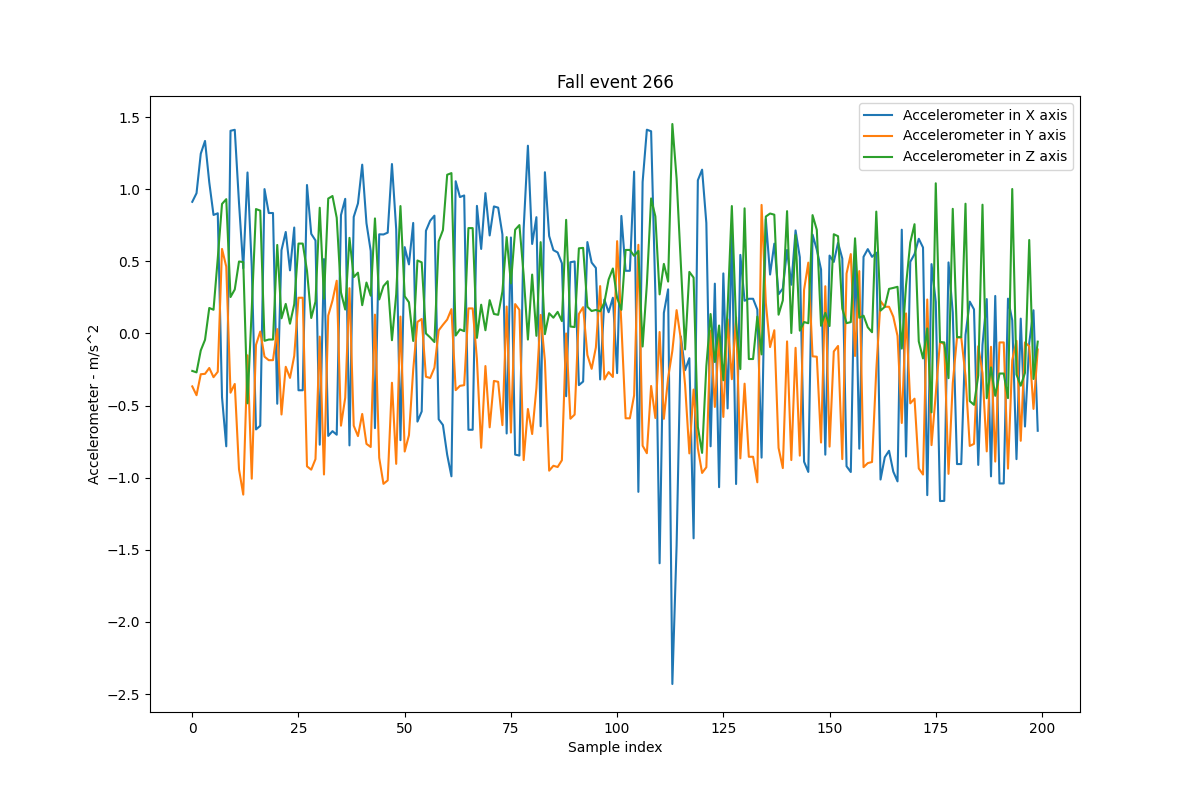 Fall event 266
Accelerometer in X axis
Accelerometer in Y axis
Accelerometer in Z axis
Accelerometer - m/s^2
1.5
1.0
0.5
0.0
−0.5
−1.0
−1.5
−2.0
−2.5
0 25 50 75 100 125 150 175 200
Sample index